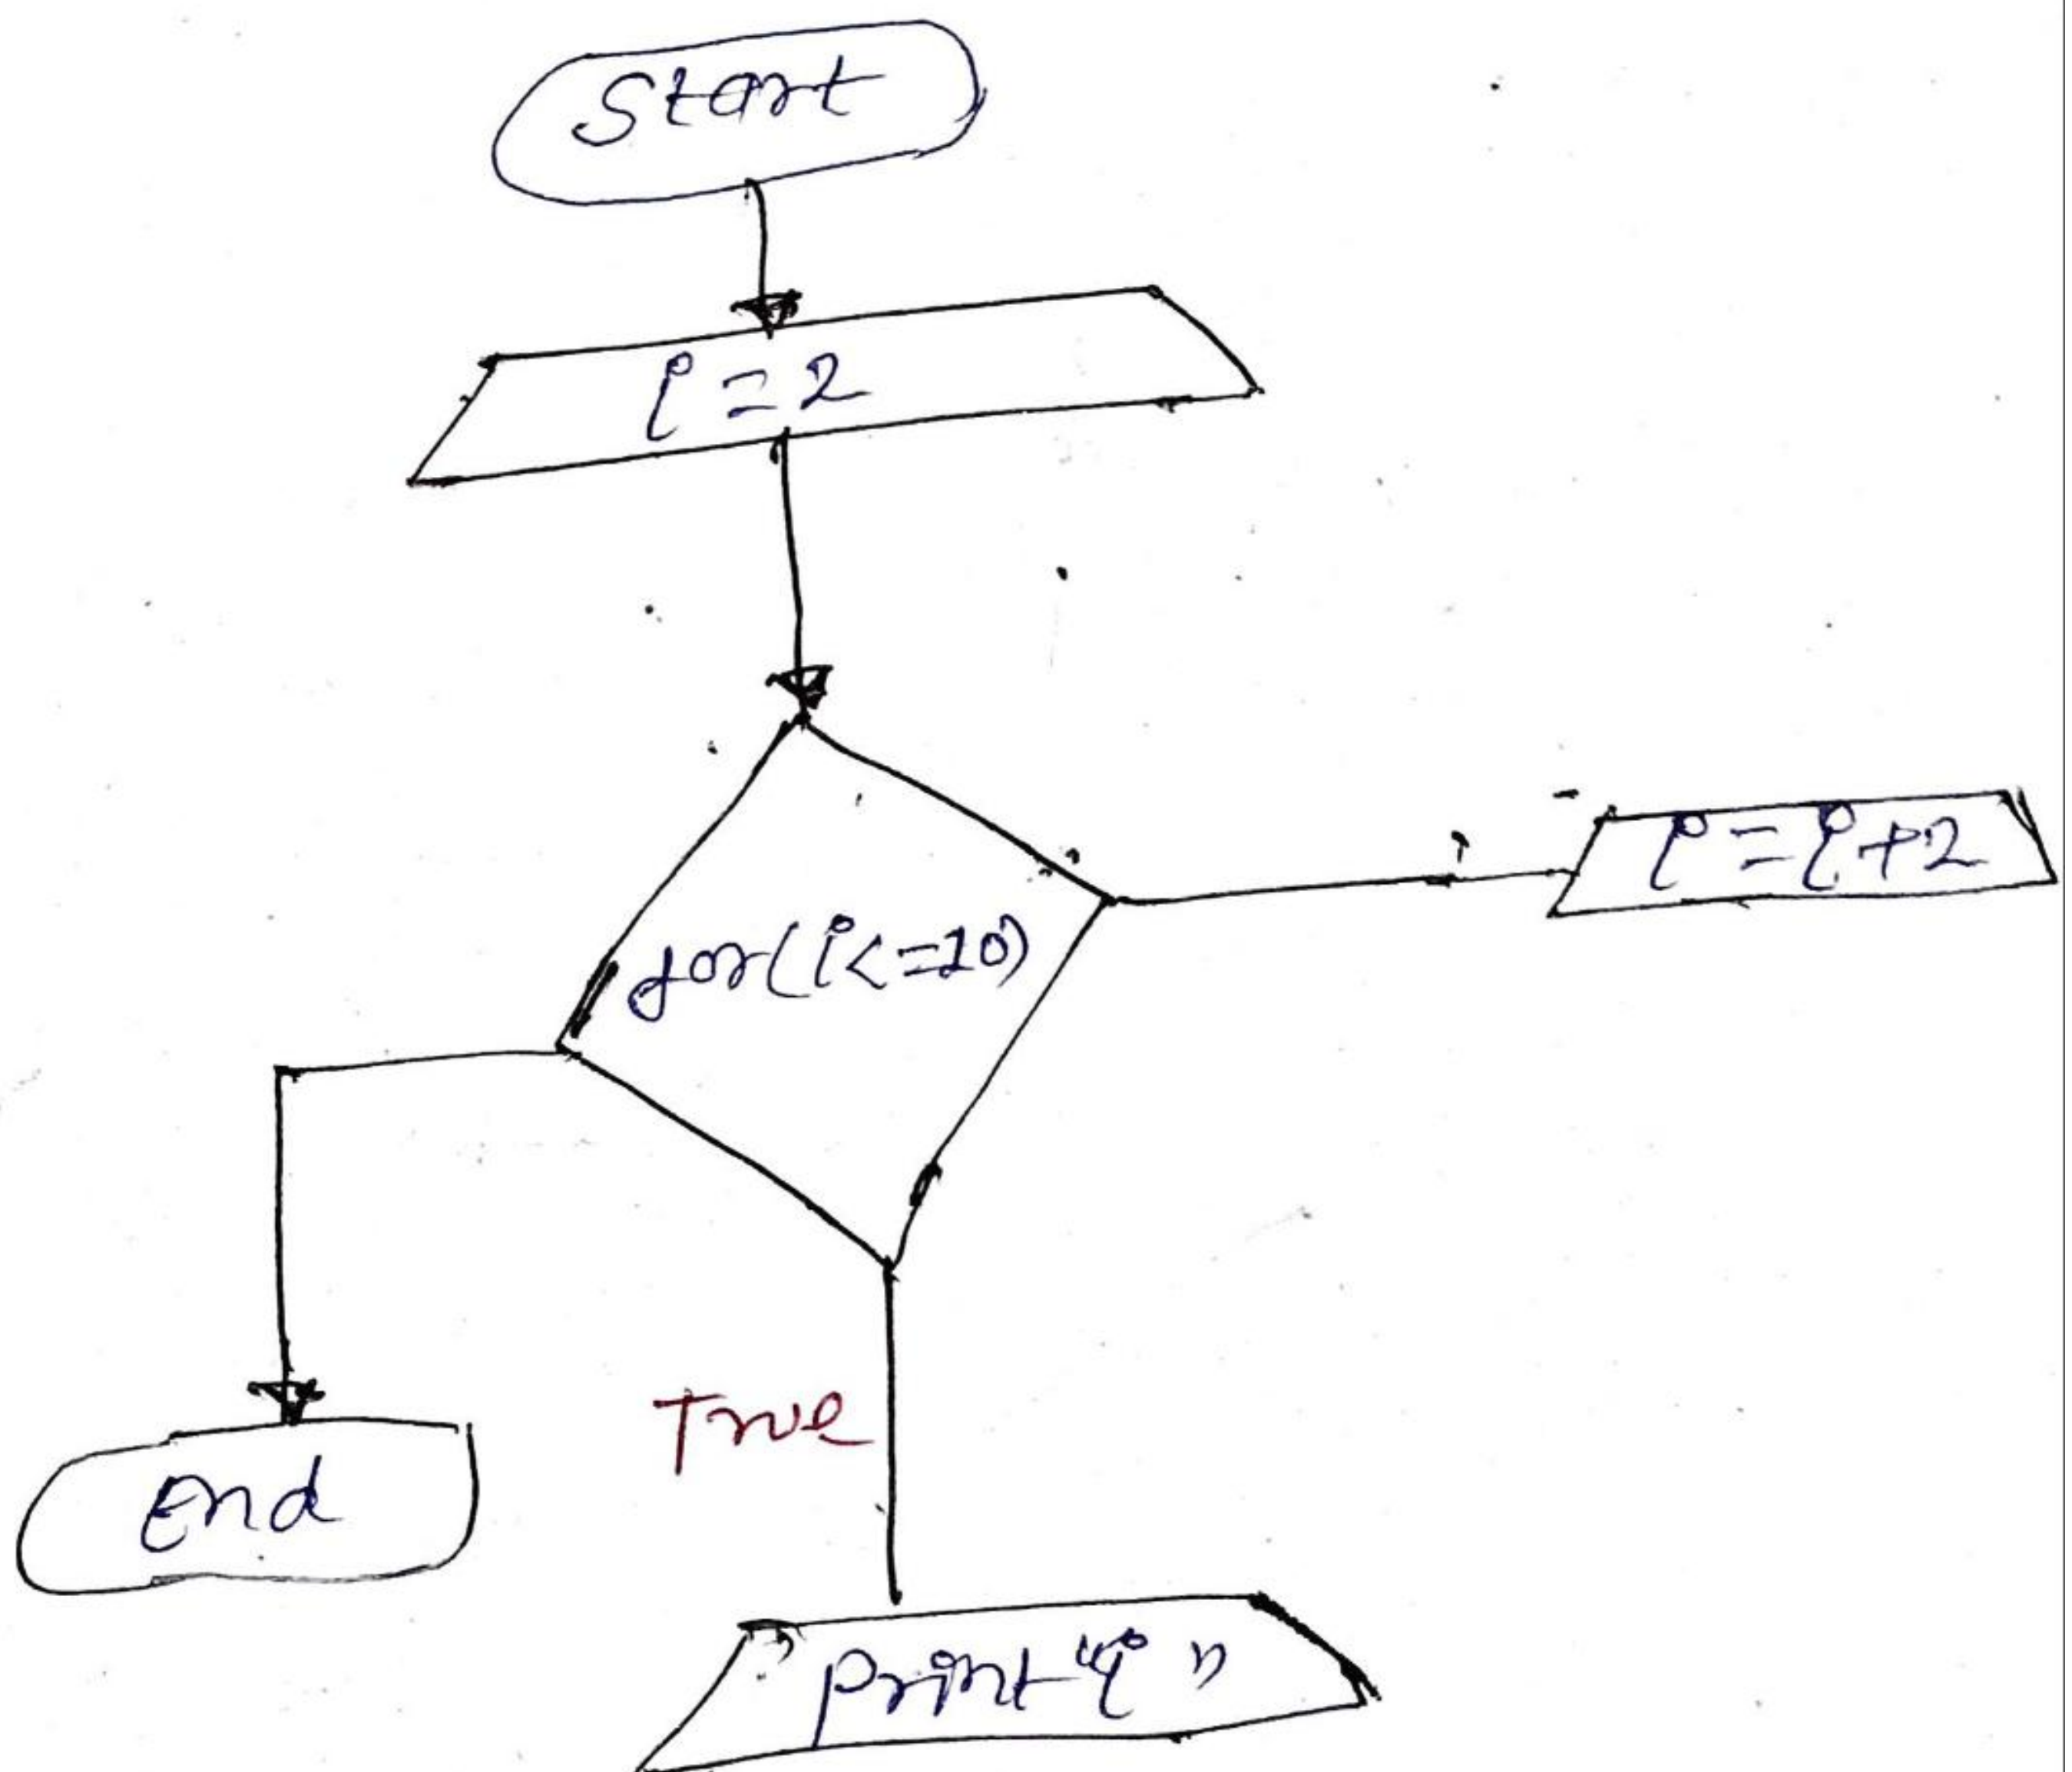 Start
i = 2
i = i+2
for(i<=10)
True
End
Print "i"